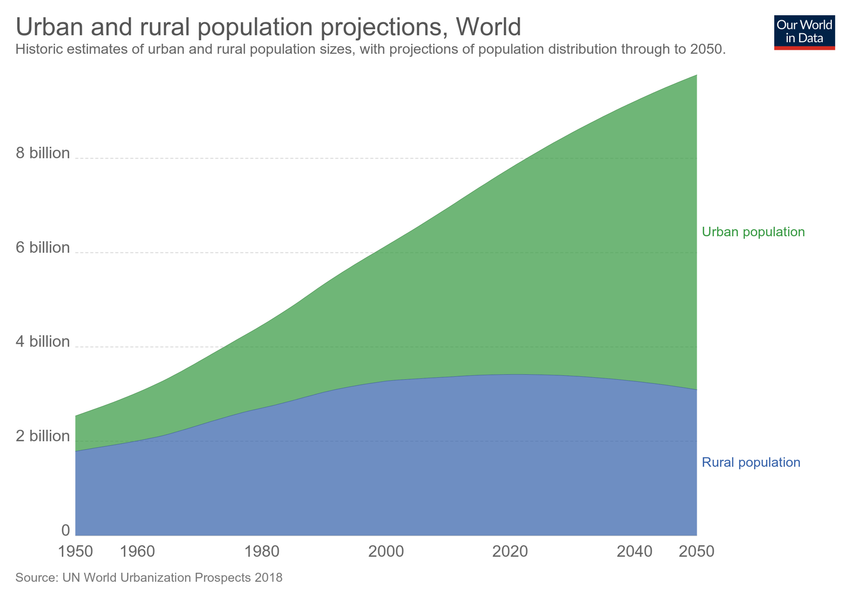 Urban and rural population projections, World
Historic estimates of urban and rural population sizes, with projections of population distribution through to 2050.
Our World
in Data
8 billion
6 billion
4 billion
2 billion
0
Urban population
Rural population
1950 1960 1980 2000 2020 2040 2050
Source: UN World Urbanization Prospects 2018